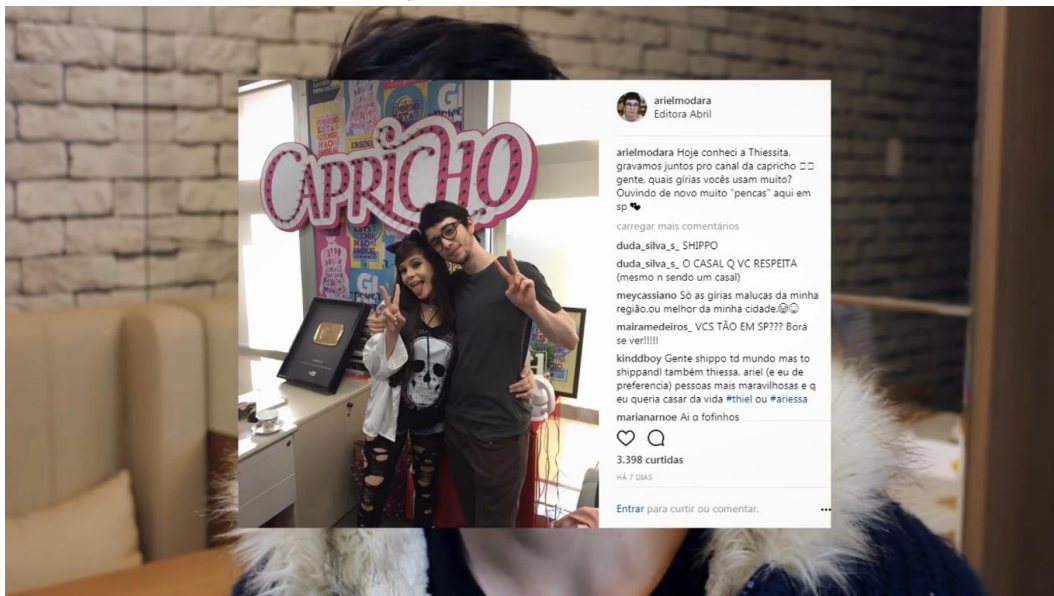 CAPRICHO
GI
ENSINE
GI
arielmodara
Editora Abril
arielmodara Hoje conheci a Thiessita,
gravamos juntos pro canal da capricho □□
gente, quais gírias vocês usam muito?
Ouvindo de novo muito "pencas" aqui em
sp
carregar mais comentários
duda_silva_s_ SHIPPO
duda_silva_s_ O CASAL Q VC RESPEITA
(mesmo n sendo um casal)
meycassiano Só as gírias malucas da minha
região.ou melhor da minha cidade.
mairamedeiros_ VCS TÃO EM SP??? Borá
se ver!!!!!
kinddboy Gente shippo td mundo mas to
shippandl também thiessa, ariel (e eu de
preferencia) pessoas mais maravilhosas e q
eu queria casar da vida #thiel ou #ariessa
marianarnoe Ai q fofinhos
3.398 curtidas
HÁ 7 DIAS
Entrar para curtir ou comentar.